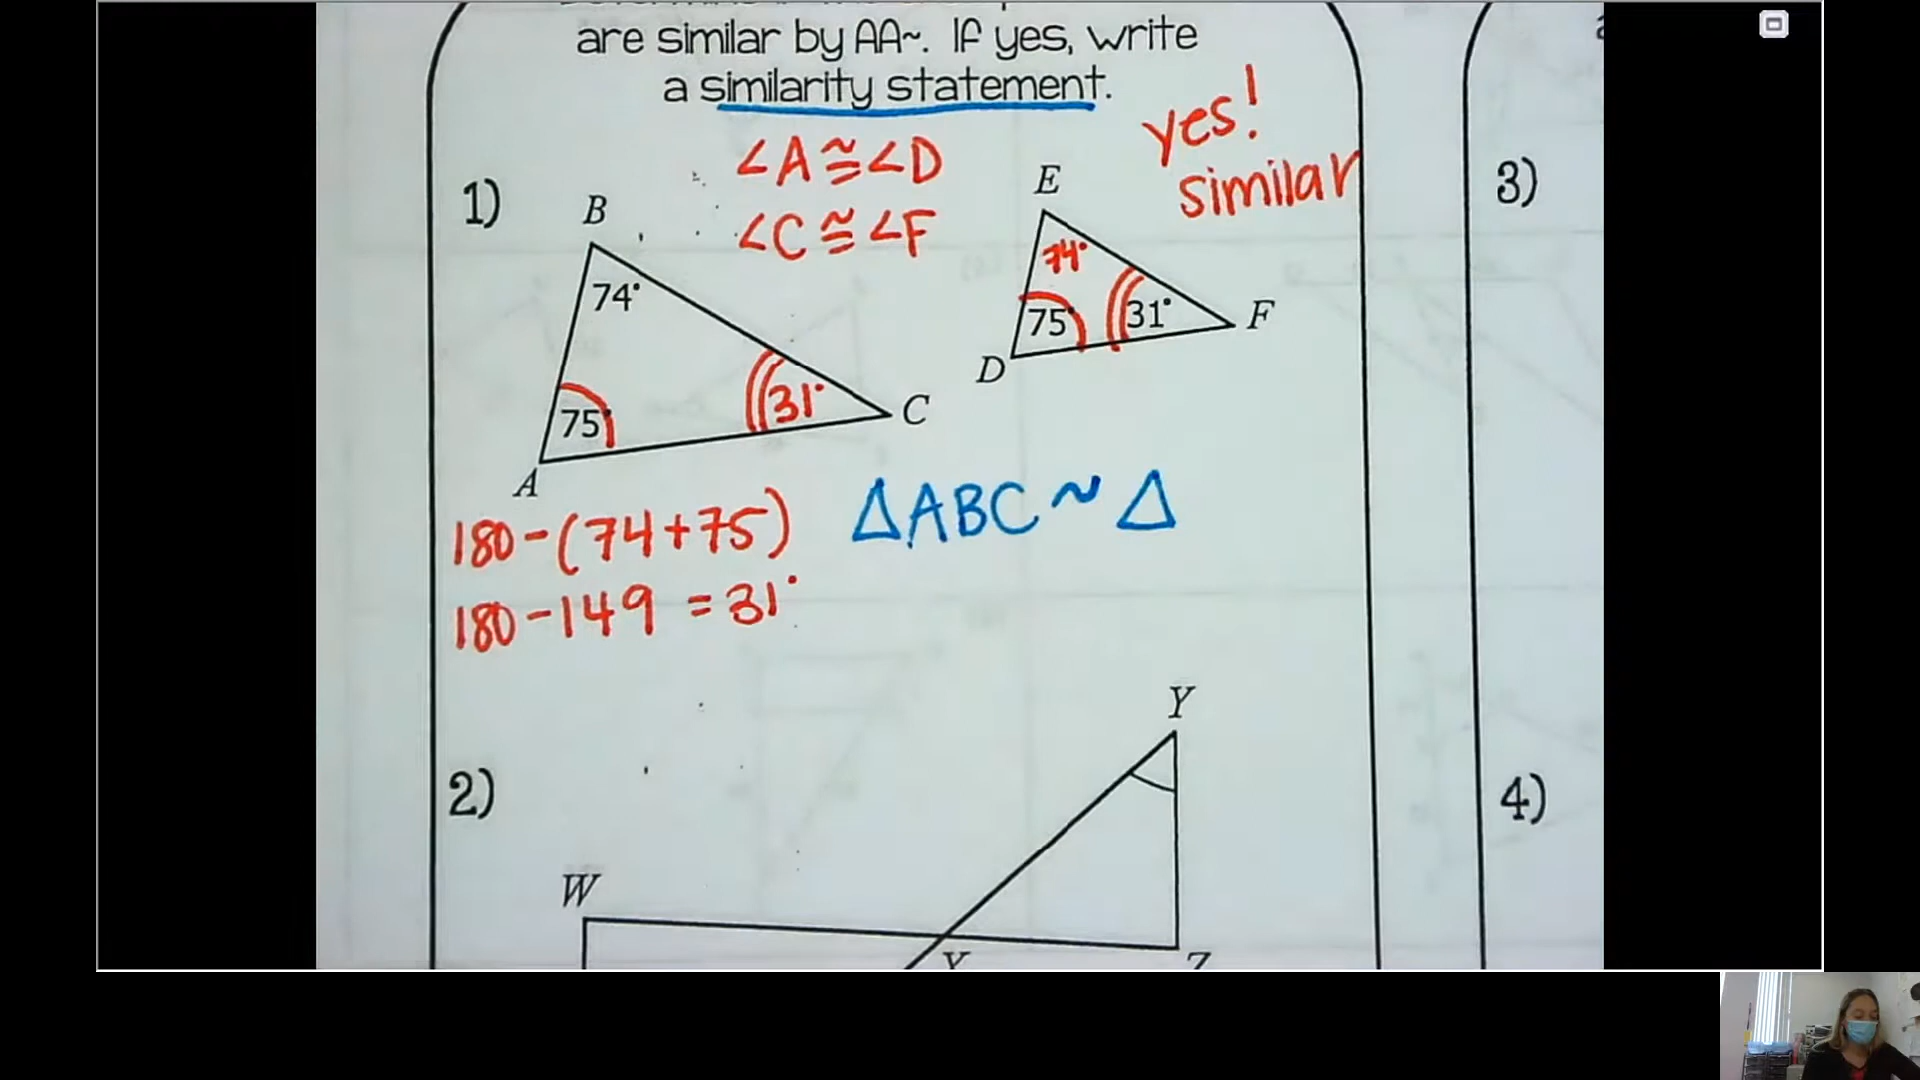 are similar by AA~. If yes, write
a similarity statement.
yes!
similar
∠A≅∠D
∠C≅∠F
1)
B
74°
75°
31°
A
C
E
74°
75°
31°
D
F
180-(74+75)
180-149 = 31°
△ABC ~ △
3)
2)
Y
W
4)